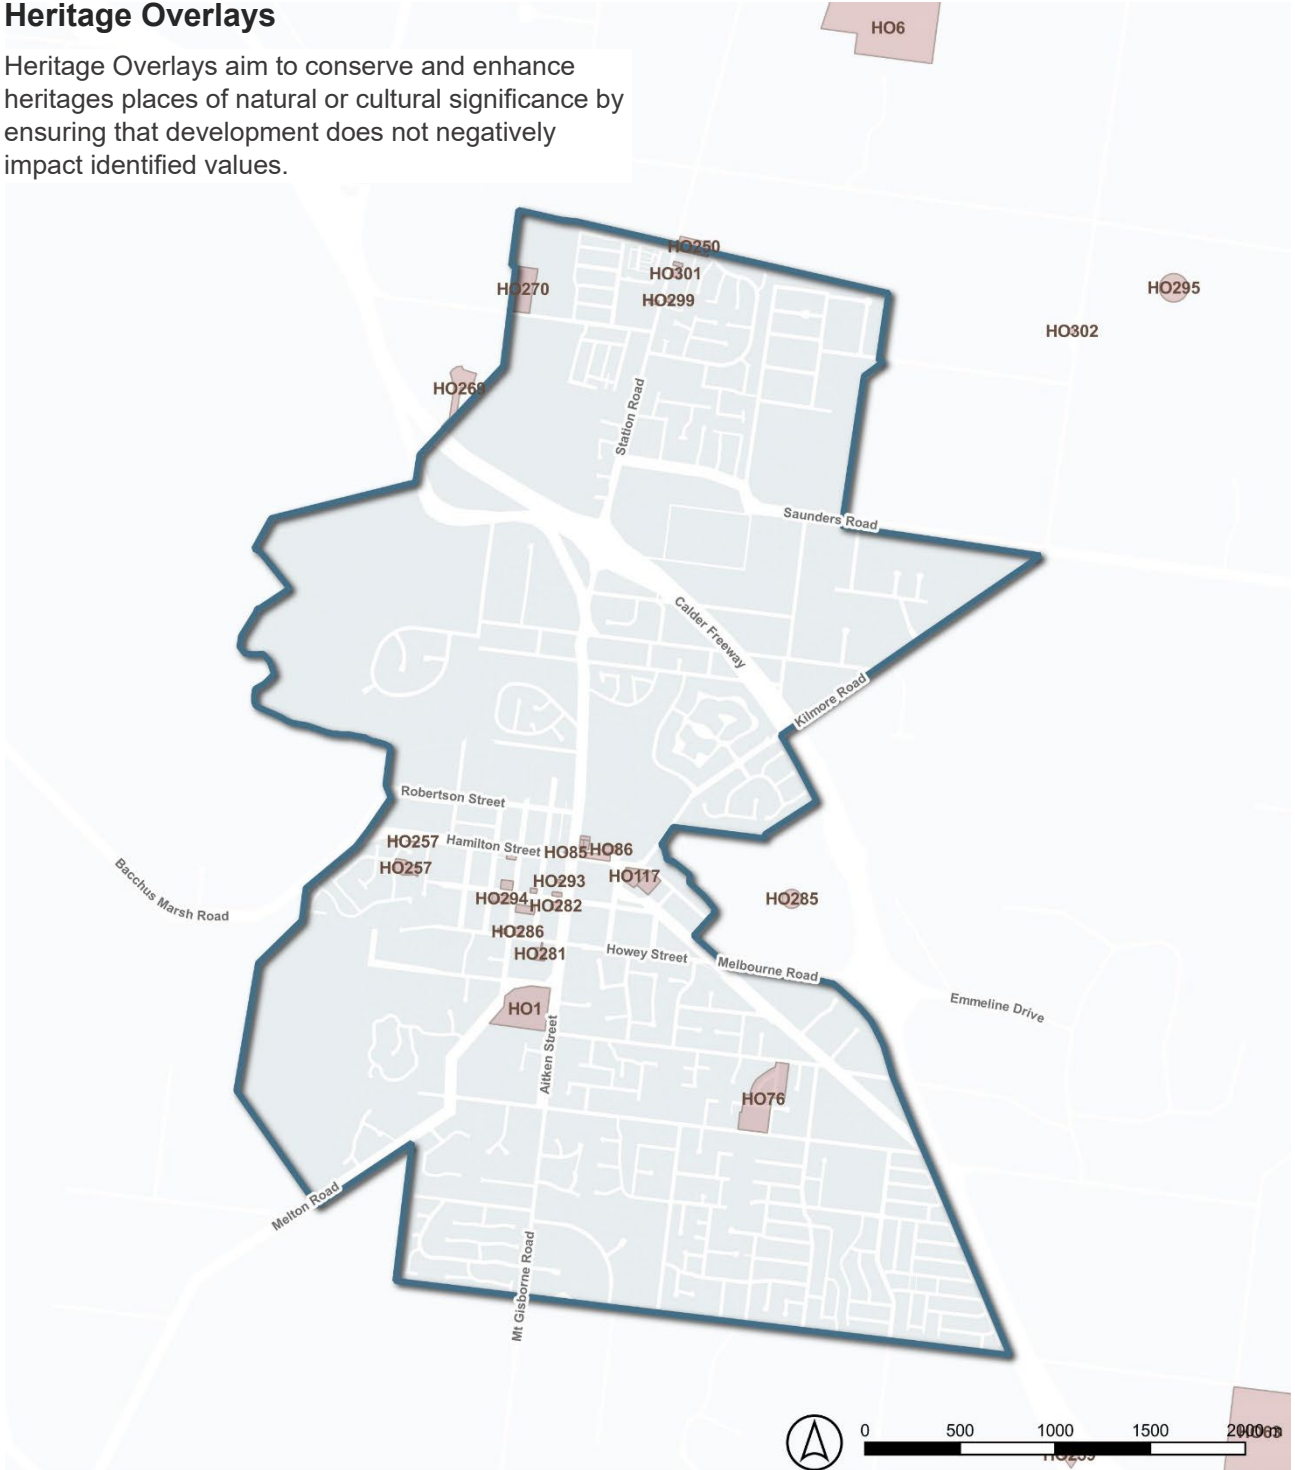 Heritage Overlays
Heritage Overlays aim to conserve and enhance
heritages places of natural or cultural significance by
ensuring that development does not negatively
impact identified values.
HO6
HO250
HO301
HO270
HO299
HO295
HO302
HO269
Station Road
Saunders Road
Calder Freeway
Kilmore Road
Robertson Street
HO257
Hamilton Street
HO85
HO86
HO257
HO117
HO293
HO294
HO282
HO285
Bacchus Marsh Road
HO286
HO281
Howey Street
Melbourne Road
HO1
Emmeline Drive
Aitken Street
HO76
Melton Road
Mt Gisborne Road
0 500 1000 1500 2000 m